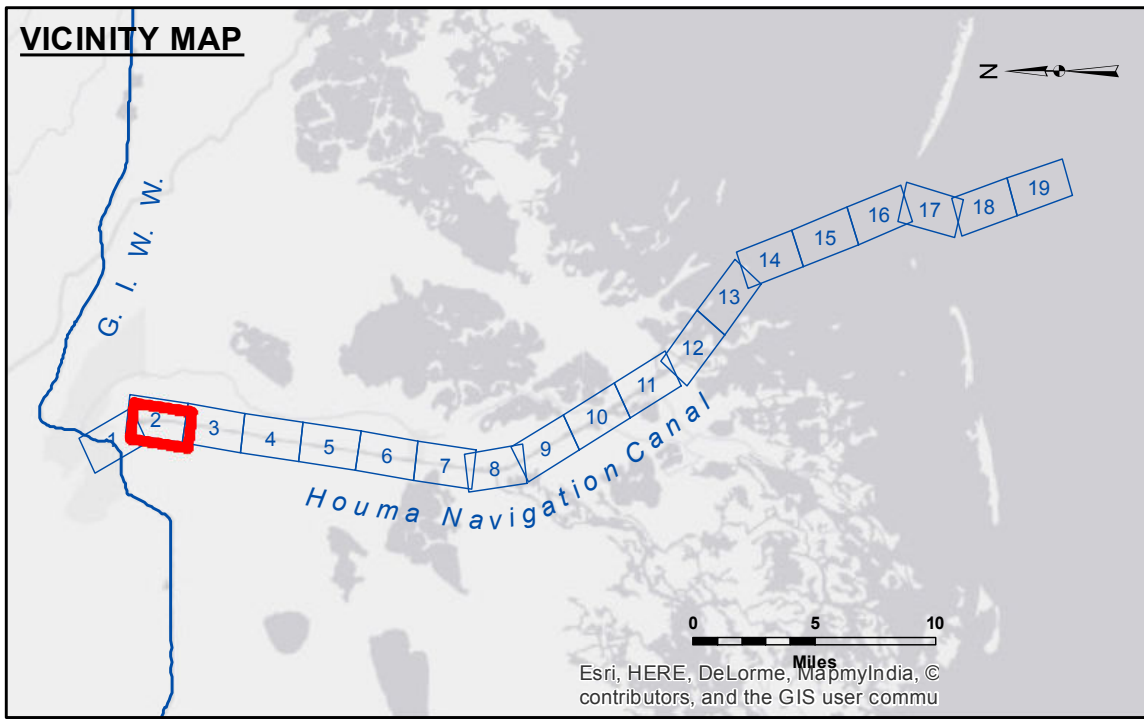 VICINITY MAP
N
G. I. W. W.
1
2
3
4
5
6
7
8
9
10
11
12
13
14
15
16
17
18
19
Houma Navigation Canal
0 5 10
Miles
Esri, HERE, DeLorme, MapmyIndia, ©
contributors, and the GIS user commu